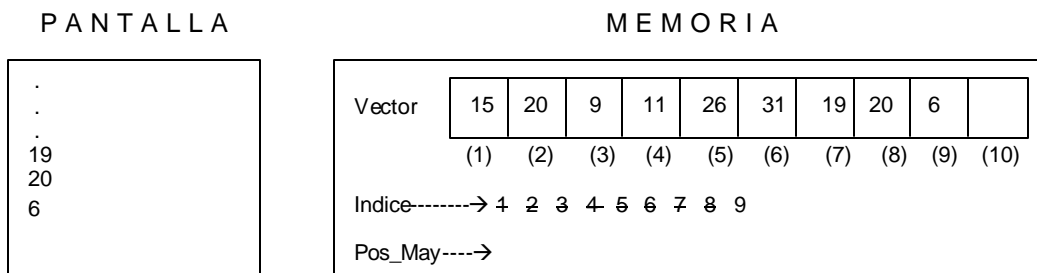 P A N T A L L A
M E M O R I A
.
.
.
19
20
6
Vector 15 20 9 11 26 31 19 20 6
(1) (2) (3) (4) (5) (6) (7) (8) (9) (10)
Indice--------→ 1 2 3 4 5 6 7 8 9
Pos_May----→